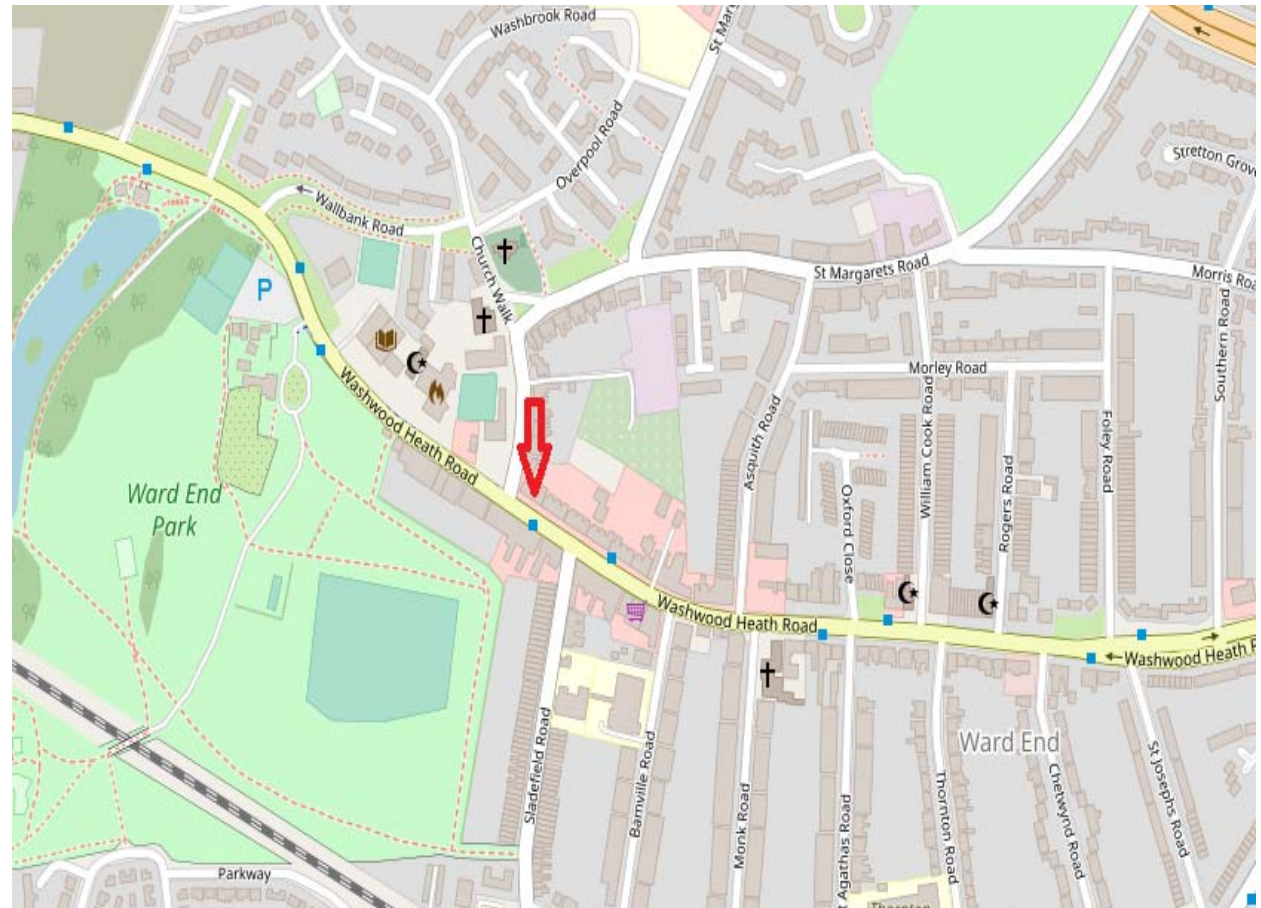 Washbrook Road
St Mar
Overpool Road
Wallbank Road
Church Walk
P
St Margarets Road
Stretton Grov
Morris Roa
Southern Road
Morley Road
Washwood Heath Road
Asquith Road
William Cook Road
Foley Road
Rogers Road
Oxford Close
Ward End
Park
Washwood Heath Road
Washwood Heath R
Sladefield Road
Barnville Road
Monk Road
t Agathas Road
Thornton Road
Ward End
Chetwynd Road
St Josephs Road
Parkway
Thornton